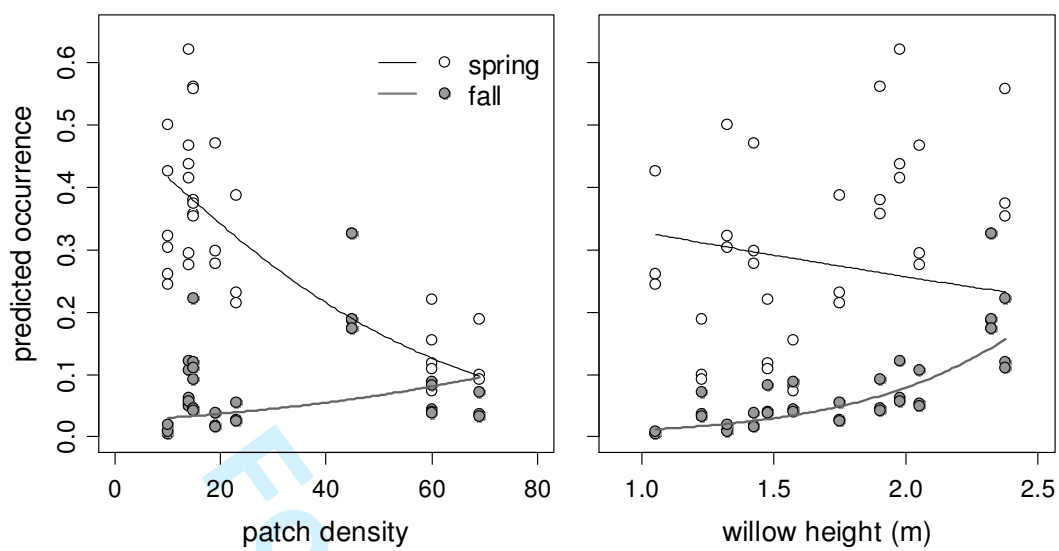 predicted occurrence
0.0 0.1 0.2 0.3 0.4 0.5 0.6
spring
fall
0 20 40 60 80
patch density
1.0 1.5 2.0 2.5
willow height (m)